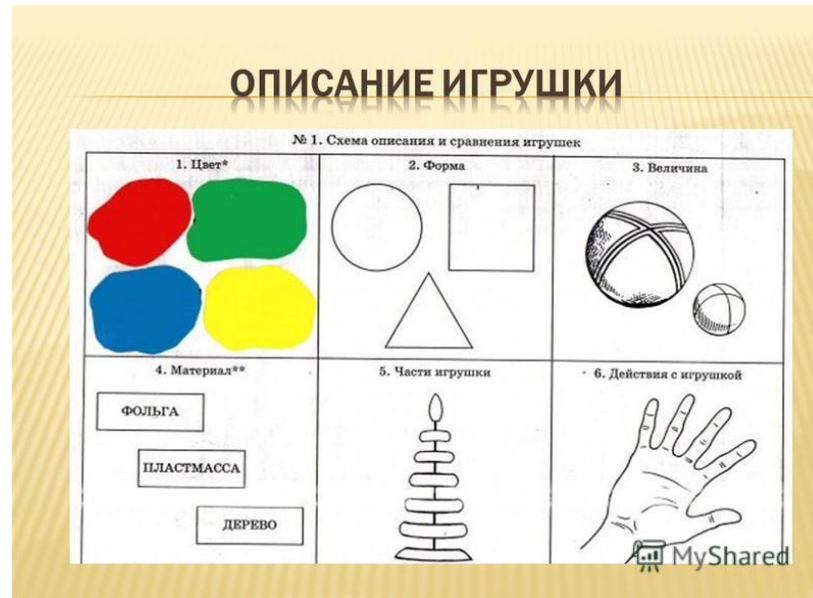 ОПИСАНИЕ ИГРУШКИ
№ 1. Схема описания и сравнения игрушек
1. Цвет*
2. Форма
3. Величина
4. Материал**
5. Части игрушки
6. Действия с игрушкой
ФОЛЬГА
ПЛАСТМАССА
ДЕРЕВО
MyShared